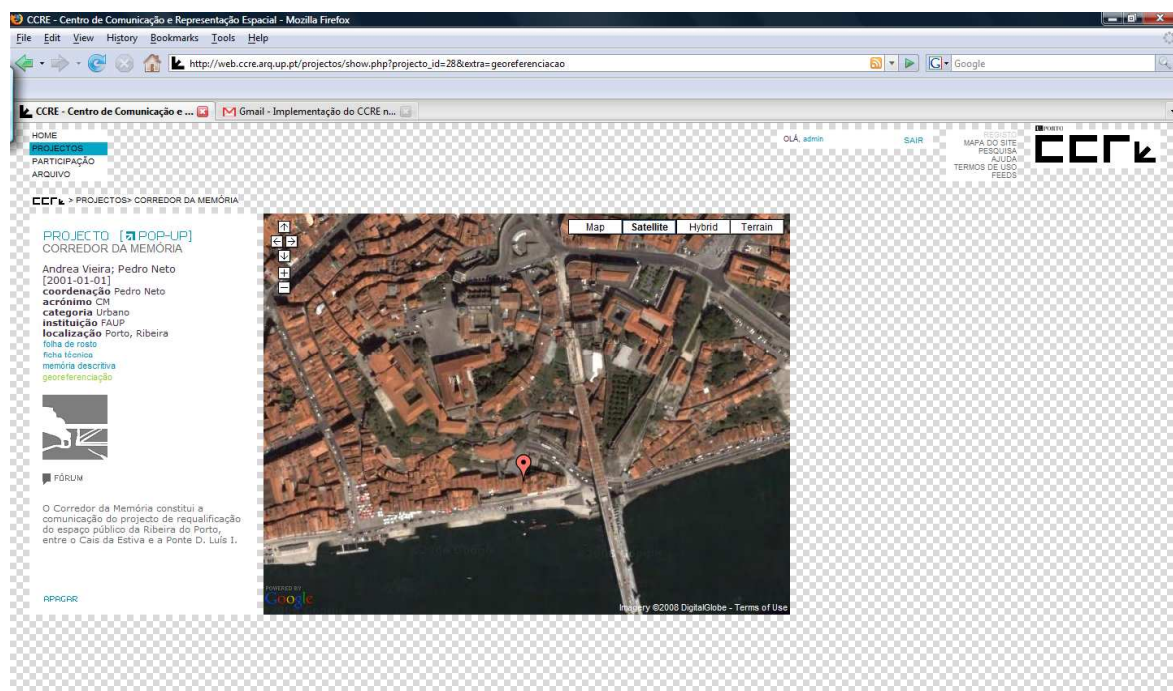 CCRE - Centro de Comunicação e Representação Espacial - Mozilla Firefox
File Edit View History Bookmarks Tools Help
http://web.ccre.arq.up.pt/projectos/show.php?projecto_id=28&extra=georeferenciacao
G Google
CCRE - Centro de Comunicação e ...
Gmail - Implementação do CCRE n...
HOME
PROJECTOS
PARTICIPAÇÃO
ARQUIVO
OLÁ, admin
SAIR
REGISTO
MAPA DO SITE
PESQUISA
AJUDA
TERMOS DE USO
FEEDS
U.PORTO
ccre
ccre > PROJECTOS> CORREDOR DA MEMÓRIA
PROJECTO [POP-UP]
CORREDOR DA MEMÓRIA
Andrea Vieira; Pedro Neto
[2001-01-01]
coordenação Pedro Neto
acrónimo CM
categoria Urbano
instituição FAUP
localização Porto, Ribeira
folha de rosto
ficha técnica
memória descritiva
georeferenciação
FÓRUM
O Corredor da Memória constitui a
comunicação do projecto de requalificação
do espaço público da Ribeira do Porto,
entre o Cais da Estiva e a Ponte D. Luís I.
APAGAR
Map Satellite Hybrid Terrain
POWERED BY
Google
Imagery ©2008 DigitalGlobe - Terms of Use